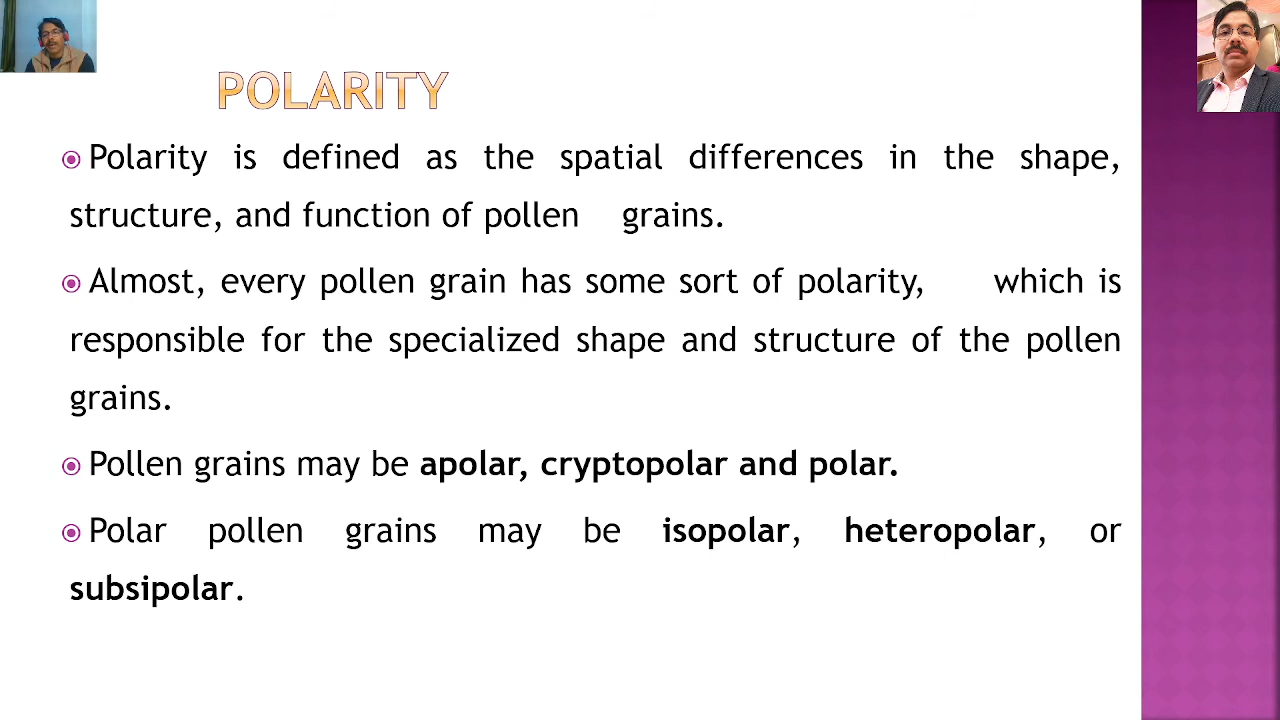 POLARITY
Polarity is defined as the spatial differences in the shape,
structure, and function of pollen grains.
Almost, every pollen grain has some sort of polarity, which is
responsible for the specialized shape and structure of the pollen
grains.
Pollen grains may be apolar, cryptopolar and polar.
Polar pollen grains may be isopolar, heteropolar, or
subsipolar.